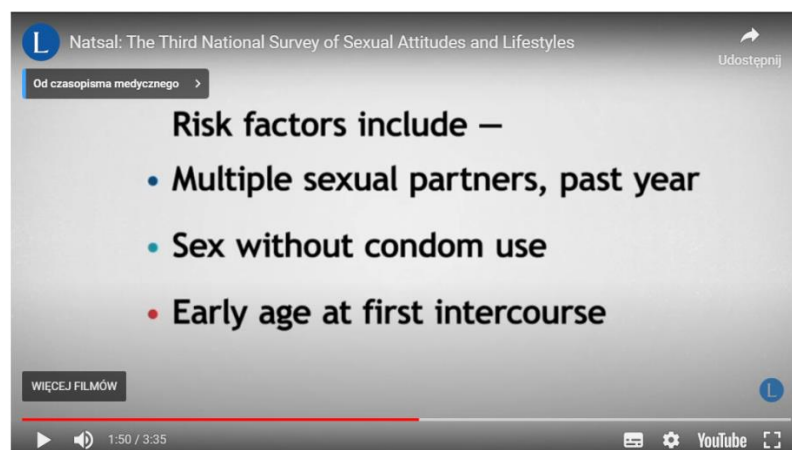 L Natsal: The Third National Survey of Sexual Attitudes and Lifestyles
Udostępnij
Od czasopisma medycznego >
Risk factors include —
• Multiple sexual partners, past year
• Sex without condom use
• Early age at first intercourse
WIĘCEJ FILMÓW
L
1:50 / 3:35
YouTube